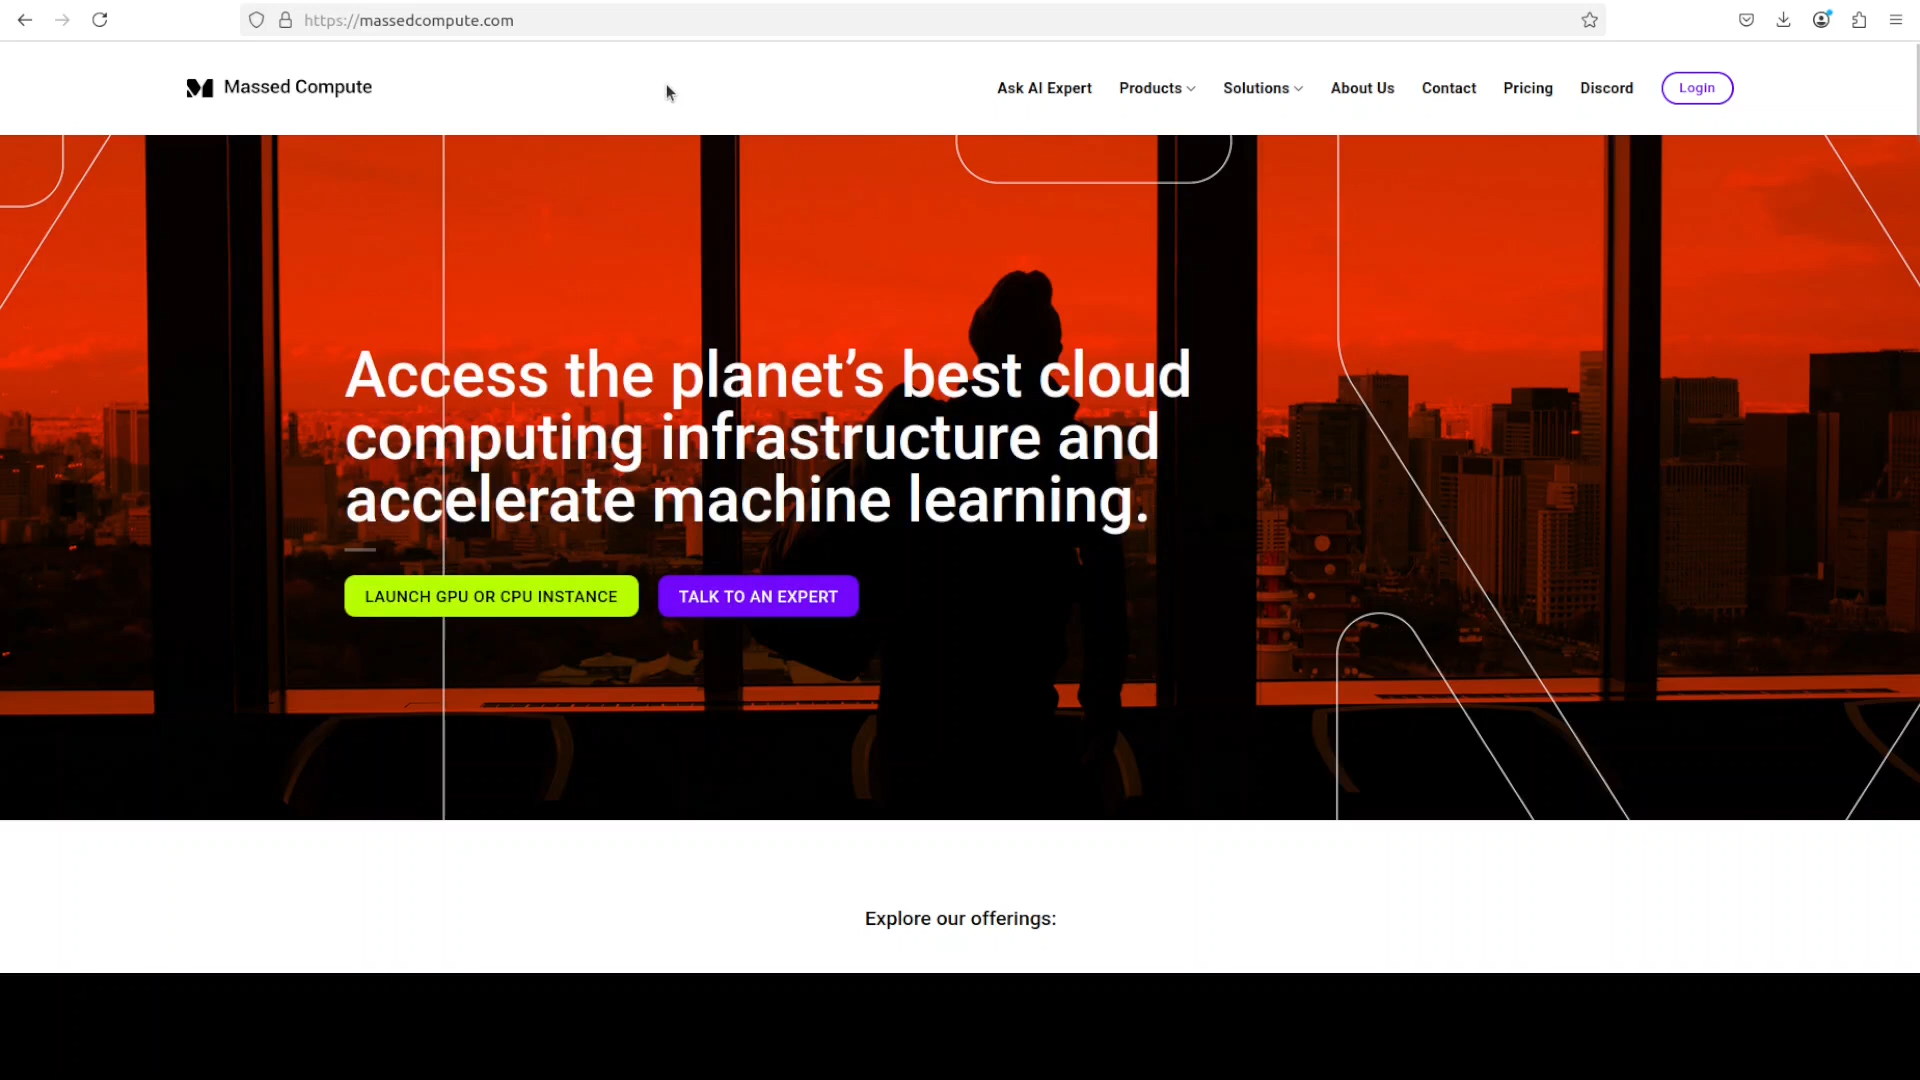 https://massedcompute.com
Massed Compute
Ask AI Expert
Products
Solutions
About Us
Contact
Pricing
Discord
Login
Access the planet’s best cloud
computing infrastructure and
accelerate machine learning.
LAUNCH GPU OR CPU INSTANCE
TALK TO AN EXPERT
Explore our offerings: